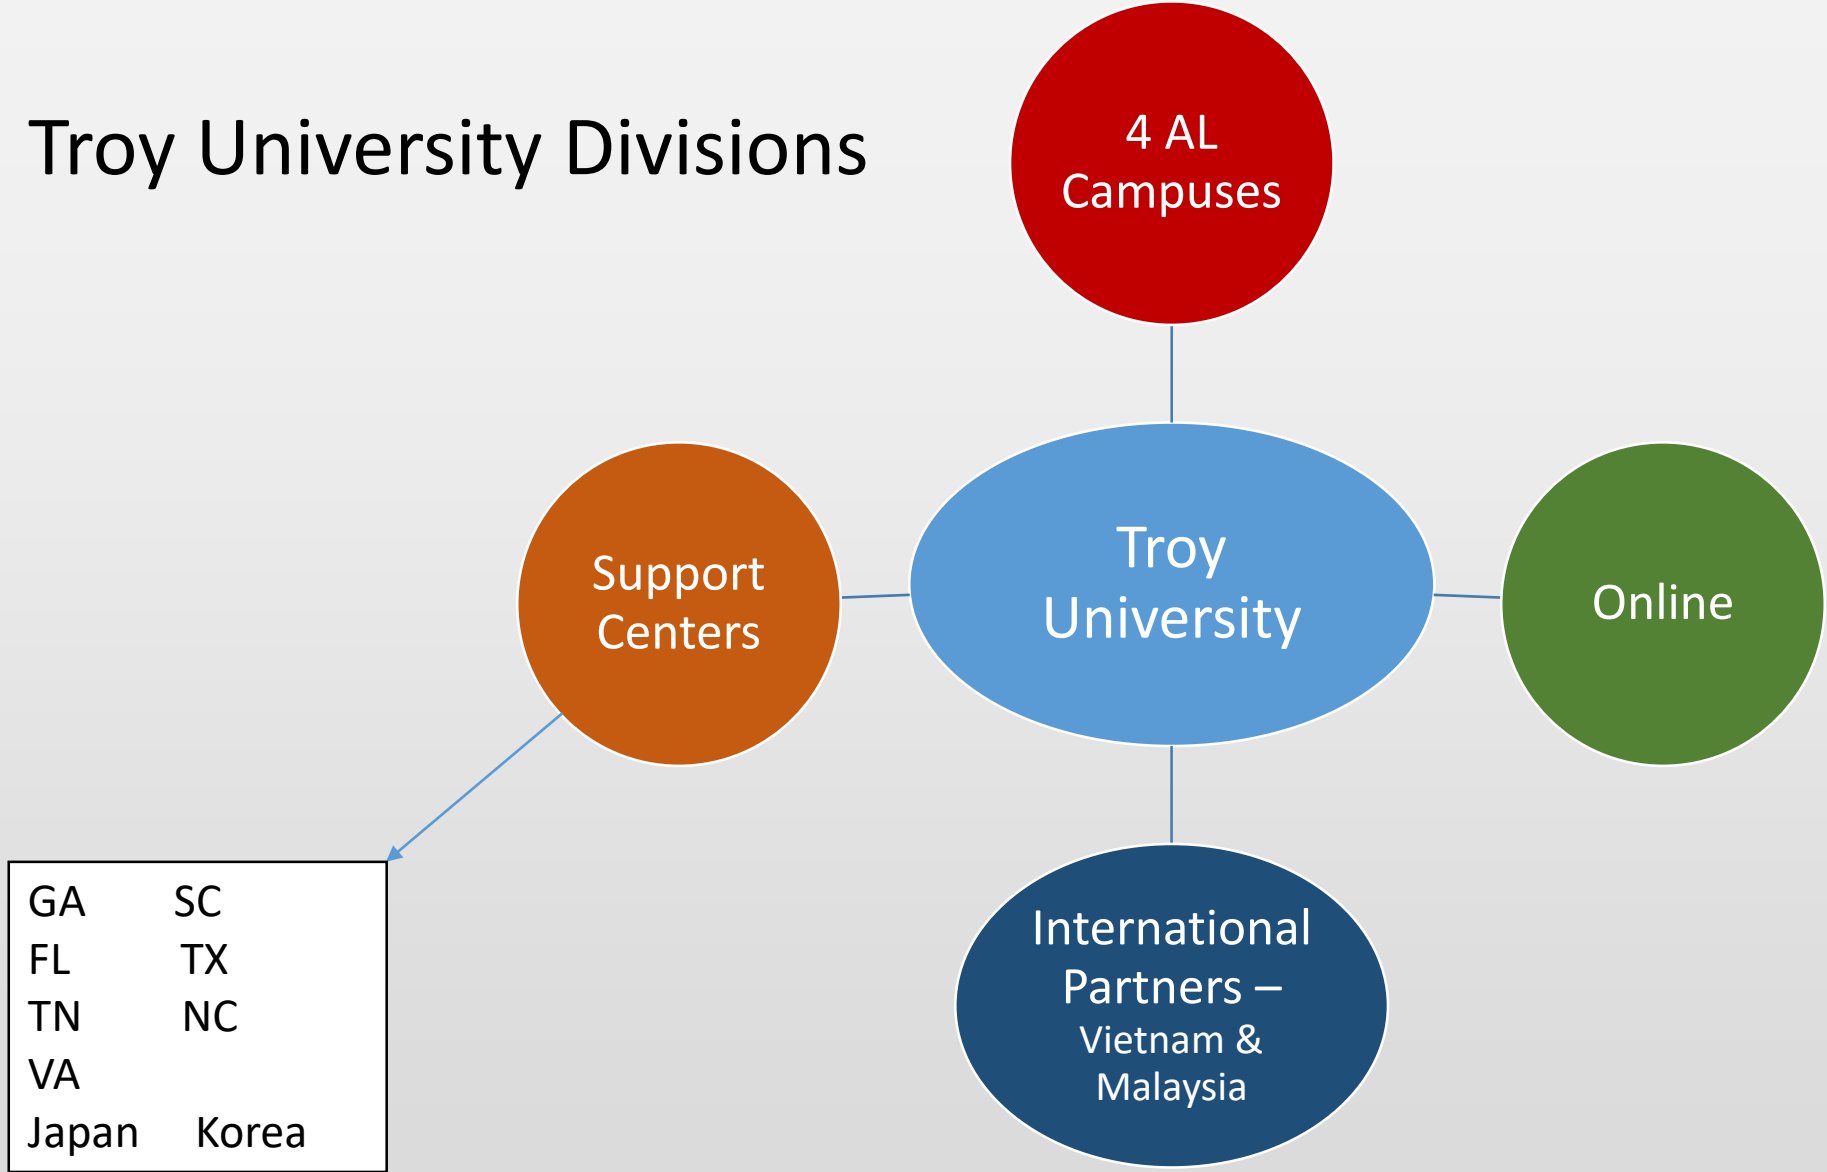 Troy University Divisions
4 AL
Campuses
Support
Centers
Troy
University
Online
International
Partners –
Vietnam &
Malaysia
GA SC
FL TX
TN NC
VA
Japan Korea